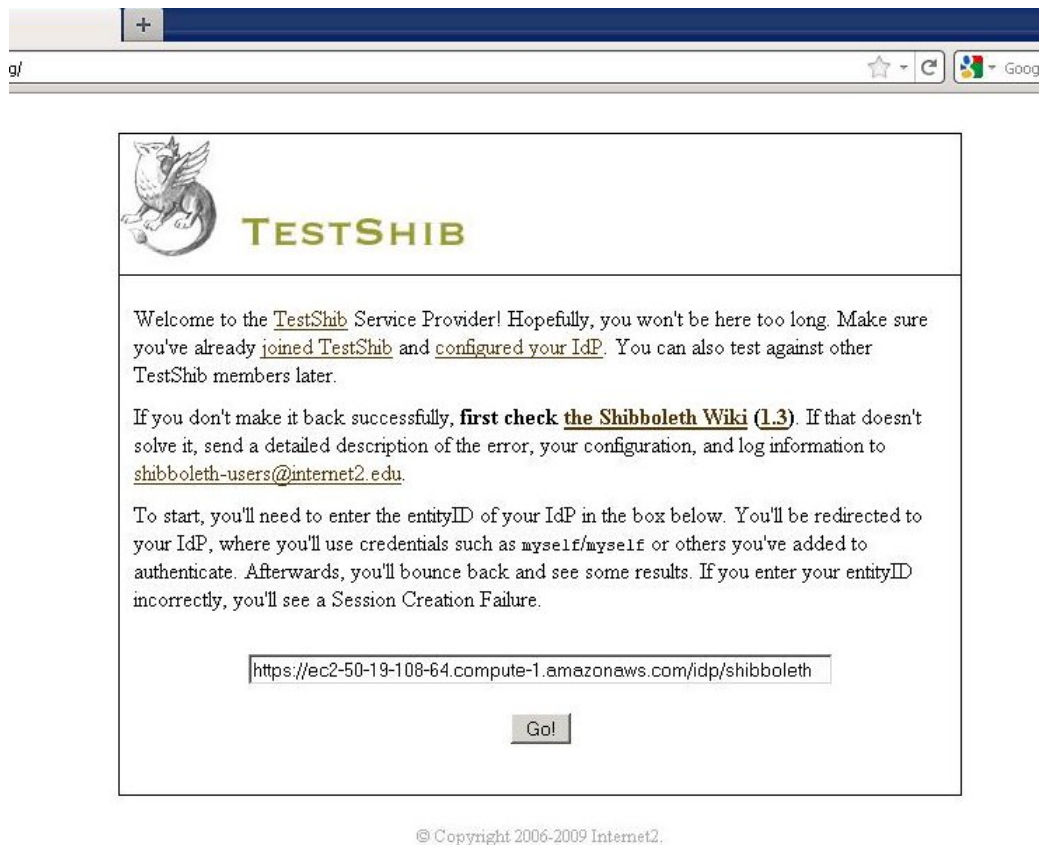 +
g/
Goog
TESTSHIB
Welcome to the TestShib Service Provider! Hopefully, you won't be here too long. Make sure
you've already joined TestShib and configured your IdP. You can also test against other
TestShib members later.
If you don't make it back successfully, first check the Shibboleth Wiki (1.3). If that doesn't
solve it, send a detailed description of the error, your configuration, and log information to
shibboleth-users@internet2.edu.
To start, you'll need to enter the entityID of your IdP in the box below. You'll be redirected to
your IdP, where you'll use credentials such as myself/myself or others you've added to
authenticate. Afterwards, you'll bounce back and see some results. If you enter your entityID
incorrectly, you'll see a Session Creation Failure.
https://ec2-50-19-108-64.compute-1.amazonaws.com/idp/shibboleth
Go!
© Copyright 2006-2009 Internet2.